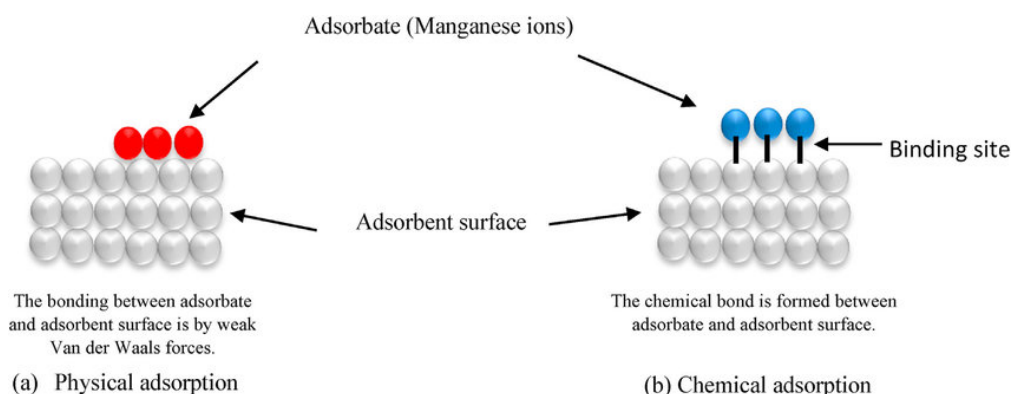 Adsorbate (Manganese ions)
Binding site
Adsorbent surface
The bonding between adsorbate
and adsorbent surface is by weak
Van der Waals forces.
The chemical bond is formed between
adsorbate and adsorbent surface.
(a) Physical adsorption
(b) Chemical adsorption